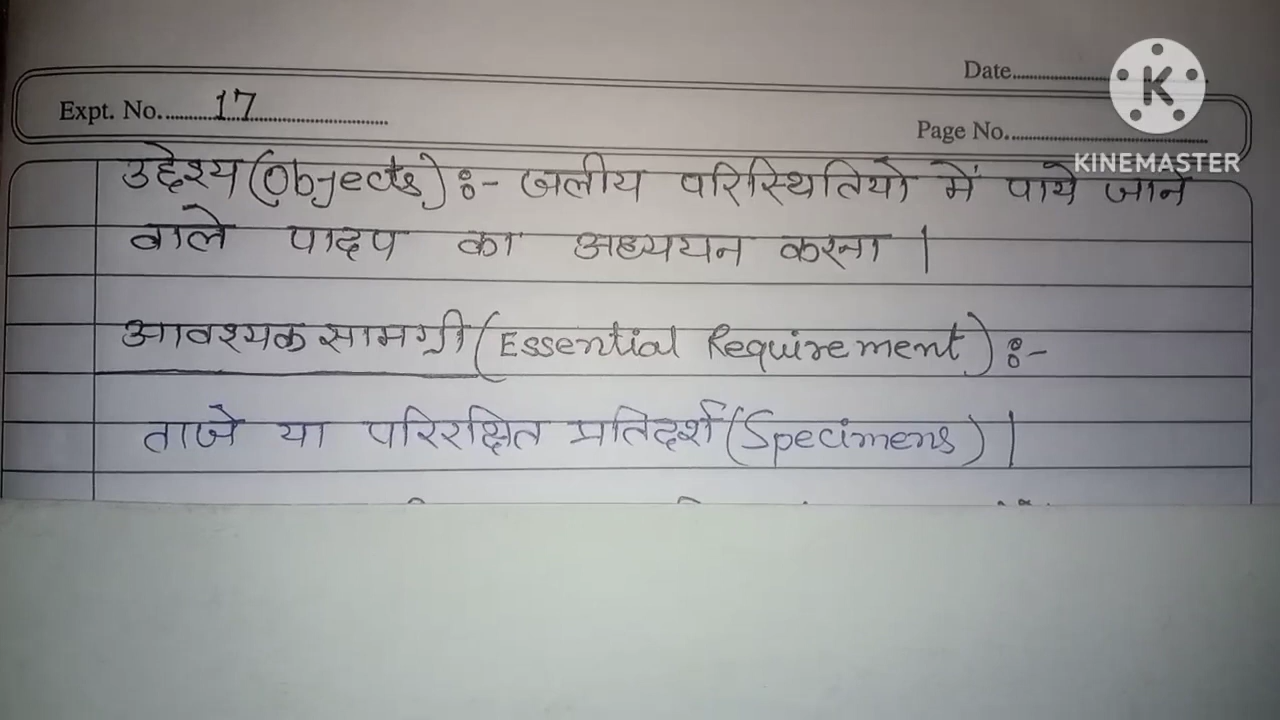 Date
Expt. No. 17
Page No.
KINEMASTER
उद्देश्य (Objects) :- जलीय परिस्थितियो में पाये जाने
वाले पादप का अध्ययन करना |
आवश्यक सामग्री (Essential Requirement) :-
ताजे या परिरक्षित प्रतिदर्श (Specimens) |